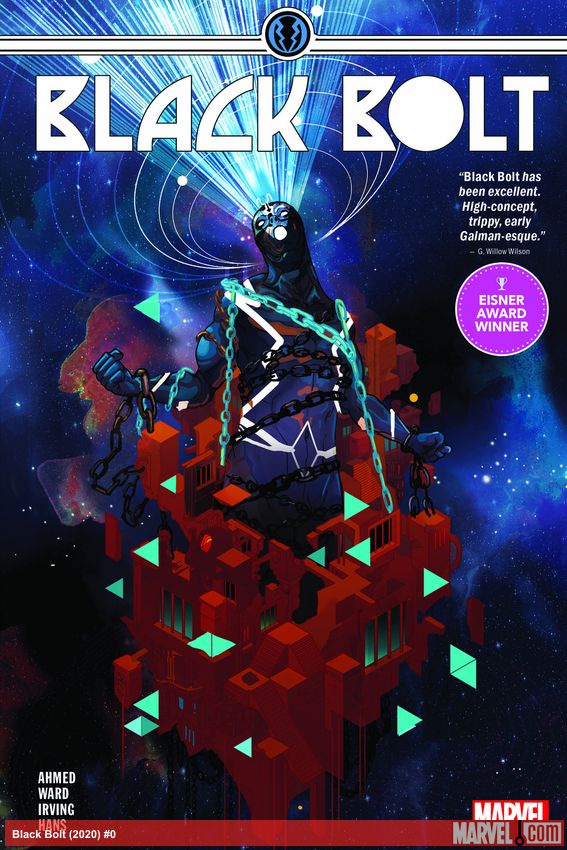 BLACK BOLT
“Black Bolt has
been excellent.
High-concept,
trippy, early
Gaiman-esque.”
— G. Willow Wilson
EISNER
AWARD
WINNER
AHMED
WARD
IRVING
HANS
MARVEL
Black Bolt (2020) #0
MARVEL.com